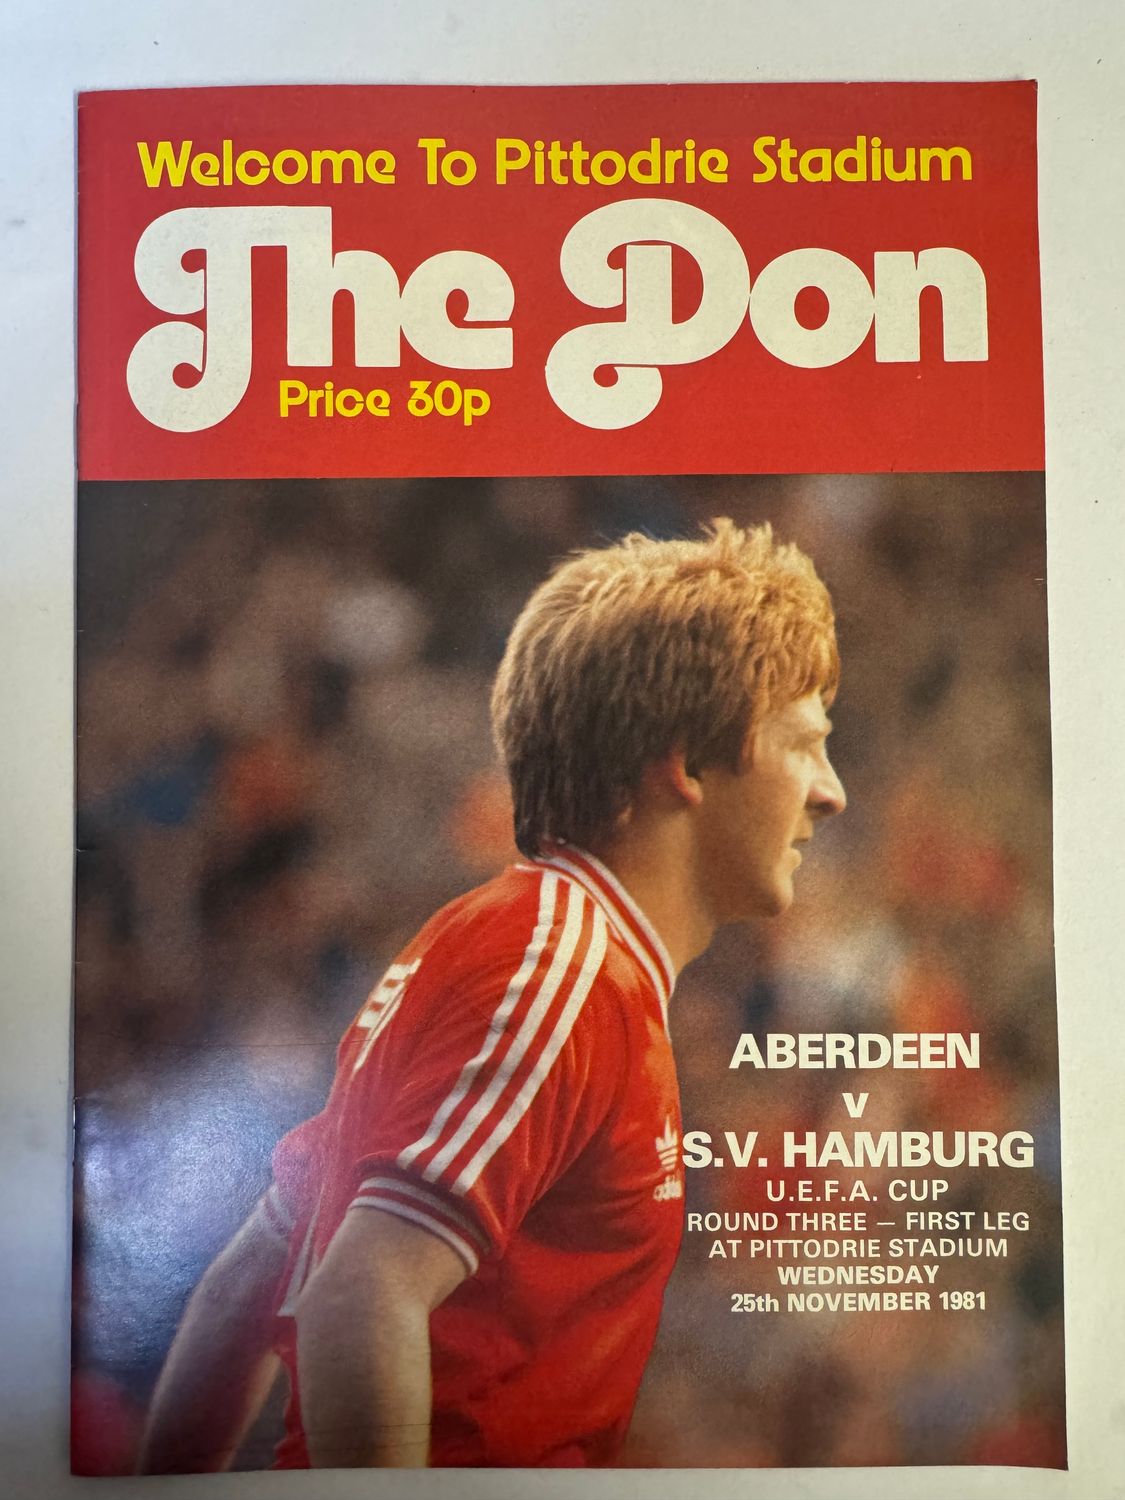 Welcome To Pittodrie Stadium
The Don
Price 30p
ABERDEEN
v
S.V. HAMBURG
U.E.F.A. CUP
ROUND THREE — FIRST LEG
AT PITTODRIE STADIUM
WEDNESDAY
25th NOVEMBER 1981